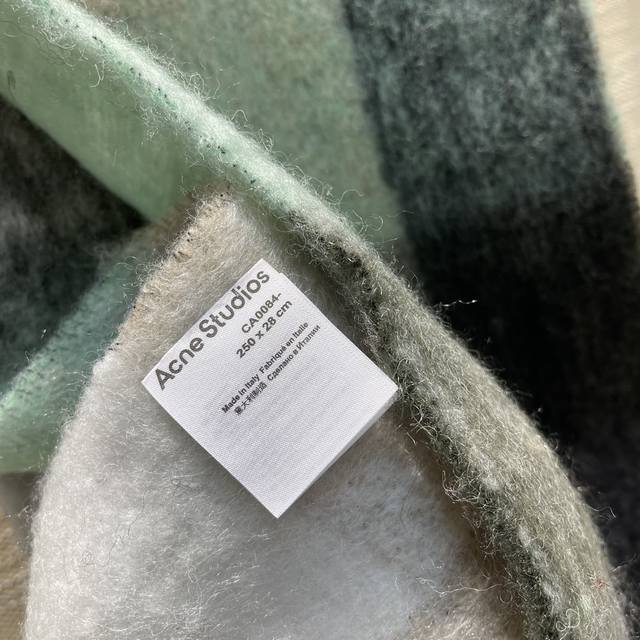 Acne Studios
CA0084-
250 x 28 cm
Made in Italy Fabriqué en Italie
意大利制造 Сделано в Италии